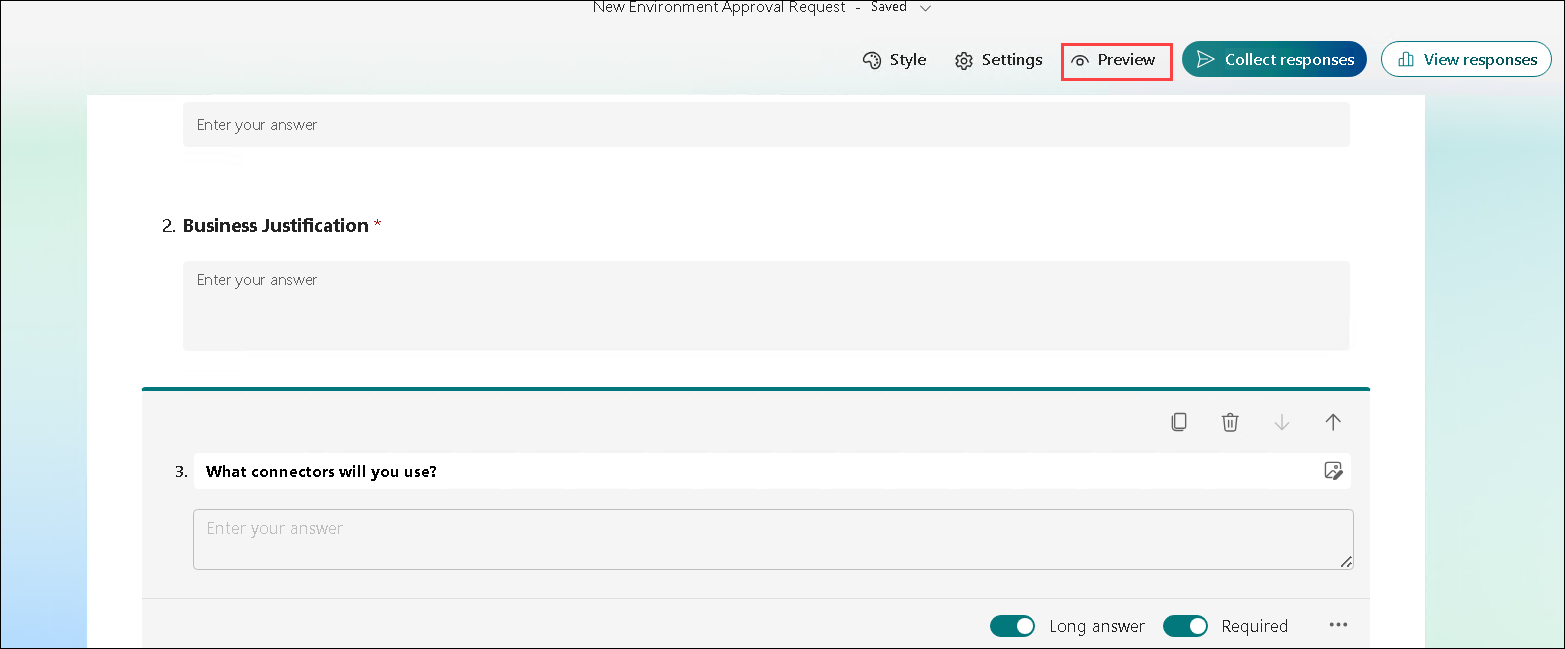 New Environment Approval Request - Saved
Style Settings Preview Collect responses View responses
Enter your answer
2. Business Justification *
Enter your answer
3. What connectors will you use?
Enter your answer
Long answer Required